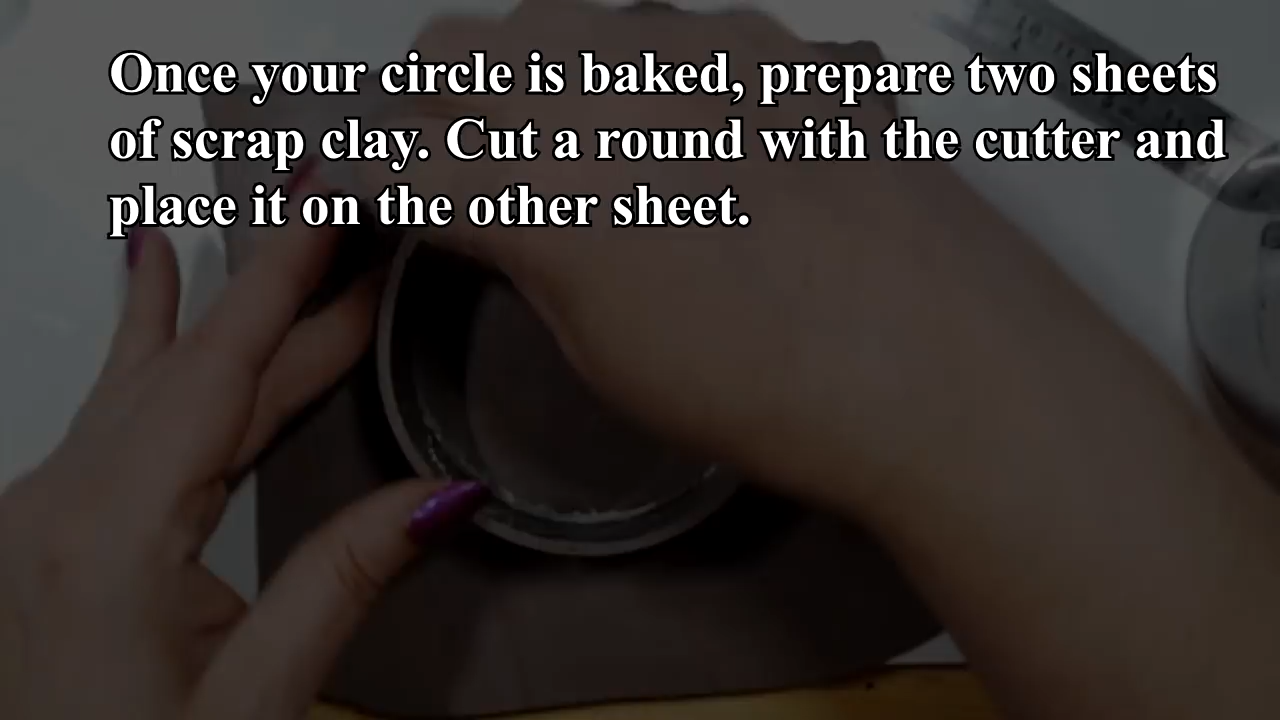 Once your circle is baked, prepare two sheets
of scrap clay. Cut a round with the cutter and
place it on the other sheet.